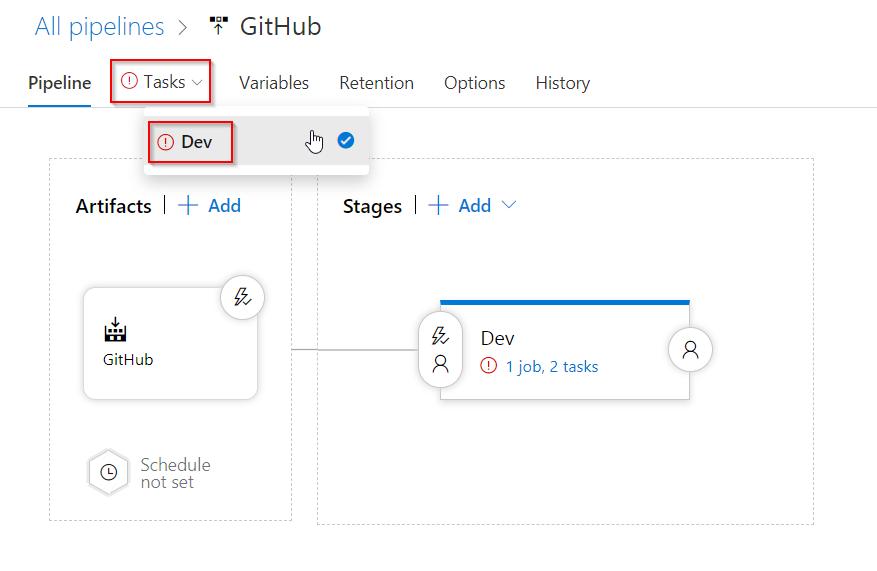 All pipelines > GitHub
Pipeline Tasks Variables Retention Options History
Dev
Artifacts | + Add
Stages | + Add
GitHub
Dev
1 job, 2 tasks
Schedule
not set